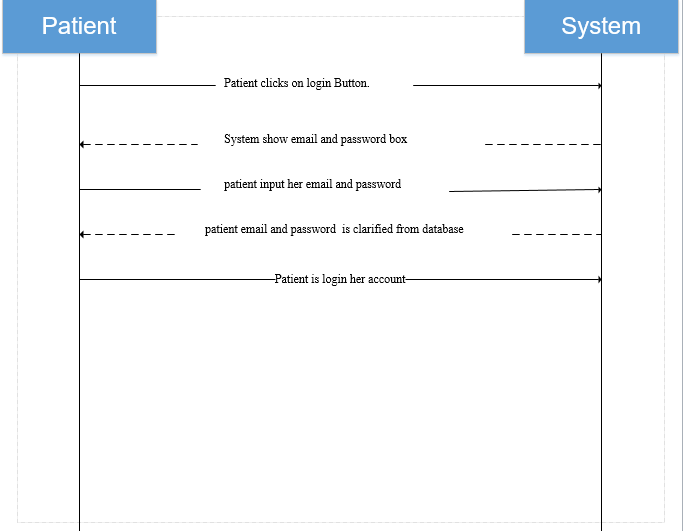 Patient
System
Patient clicks on login Button.
System show email and password box
patient input her email and password
patient email and password is clarified from database
Patient is login her account